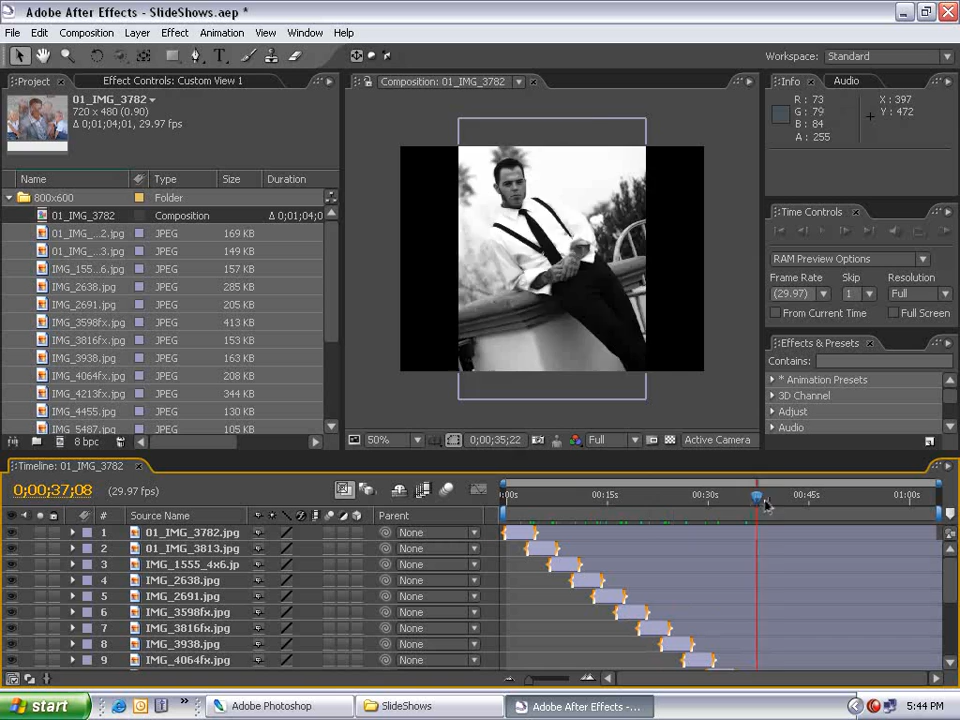 Adobe After Effects - SlideShows.aep *
File Edit Composition Layer Effect Animation View Window Help
Workspace: Standard
Project Effect Controls: Custom View 1
Composition: 01_IMG_3782
Info Audio
01_IMG_3782
720 x 480 (0.90)
Δ 0;01;04;01, 29.97 fps
R : 73
G : 79
B : 84
A : 255
X : 397
Y : 472
Name Type Size Duration
800x600 Folder
01_IMG_3782 Composition Δ 0;01;04;0
01_IMG_...2.jpg JPEG 169 KB
01_IMG_...3.jpg JPEG 149 KB
IMG_155...6.jpg JPEG 157 KB
IMG_2638.jpg JPEG 285 KB
IMG_2691.jpg JPEG 205 KB
IMG_3598fx.jpg JPEG 413 KB
IMG_3816fx.jpg JPEG 153 KB
IMG_3938.jpg JPEG 163 KB
IMG_4064fx.jpg JPEG 208 KB
IMG_4213fx.jpg JPEG 344 KB
IMG_4455.jpg JPEG 130 KB
IMG_5487.jpg JPEG 105 KB
8 bpc
Time Controls
RAM Preview Options
Frame Rate Skip Resolution
(29.97) 1 Full
From Current Time Full Screen
Effects & Presets
Contains:
* Animation Presets
3D Channel
Adjust
Audio
50% 0;00;35;22 Full Active Camera
Timeline: 01_IMG_3782
0;00;37;08 (29.97 fps)
:00s 00:15s 00:30s 00:45s 01:00s
# Source Name Parent
1 01_IMG_3782.jpg None
2 01_IMG_3813.jpg None
3 IMG_1555_4x6.jp None
4 IMG_2638.jpg None
5 IMG_2691.jpg None
6 IMG_3598fx.jpg None
7 IMG_3816fx.jpg None
8 IMG_3938.jpg None
9 IMG_4064fx.jpg None
start Adobe Photoshop SlideShows Adobe After Effects -... 5:44 PM